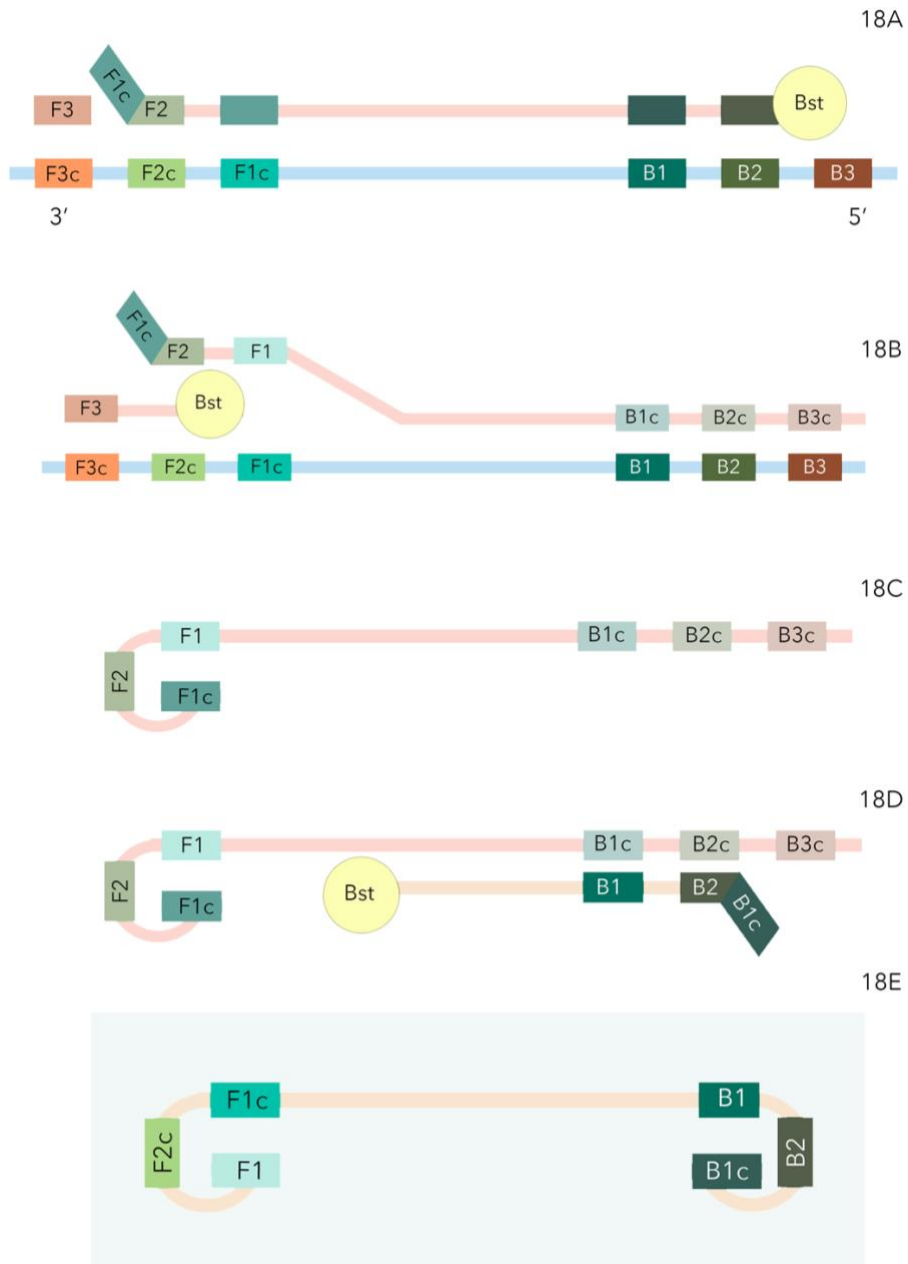 18A
F1c
F3 F2 Bst
F3c F2c F1c B1 B2 B3
3′ 5′
18B
F1c
F2 F1
F3 Bst B1c B2c B3c
F3c F2c F1c B1 B2 B3
18C
F1 B1c B2c B3c
F2
F1c
18D
F1 B1c B2c B3c
F2
F1c Bst B1 B2
B1c
18E
F1c B1
F2c B2
F1 B1c